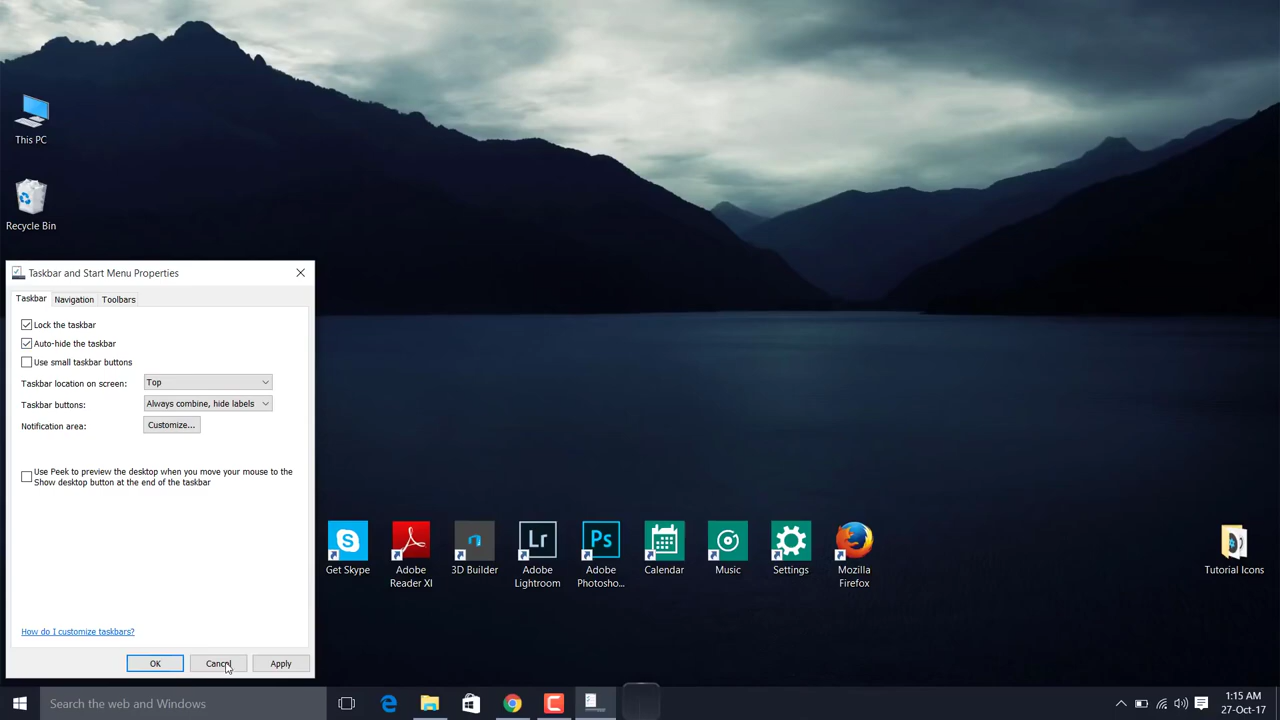 This PC
Recycle Bin
Taskbar and Start Menu Properties
Taskbar
Navigation
Toolbars
Lock the taskbar
Auto-hide the taskbar
Use small taskbar buttons
Taskbar location on screen:
Top
Taskbar buttons:
Always combine, hide labels
Notification area:
Customize...
Use Peek to preview the desktop when you move your mouse to the
Show desktop button at the end of the taskbar
How do I customize taskbars?
OK
Cancel
Apply
Get Skype
Adobe
Reader XI
3D Builder
Lr
Adobe
Lightroom
Ps
Adobe
Photosho...
Calendar
Music
Settings
Mozilla
Firefox
Tutorial Icons
Search the web and Windows
1:15 AM
27-Oct-17